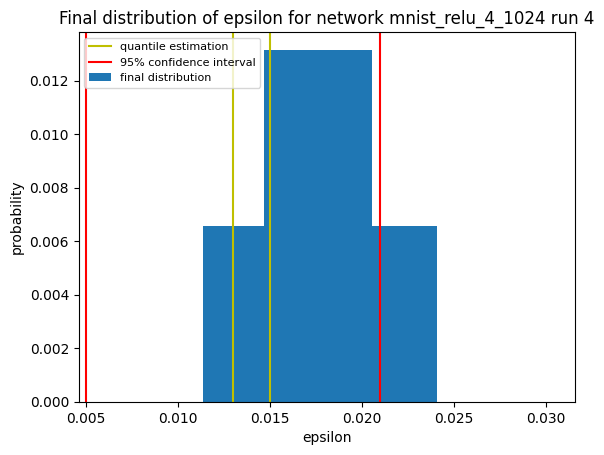 Final distribution of epsilon for network mnist_relu_4_1024 run 4
quantile estimation
95% confidence interval
final distribution
0.012
0.010
0.008
0.006
0.004
0.002
0.000
probability
0.005 0.010 0.015 0.020 0.025 0.030
epsilon